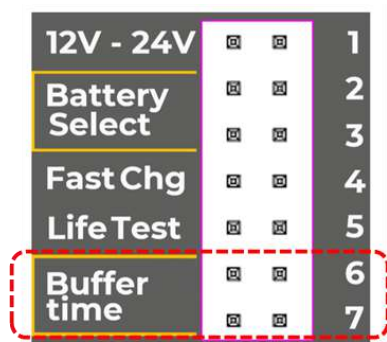 12V - 24V 1
Battery 2
Select 3
Fast Chg 4
Life Test 5
Buffer 6
time 7